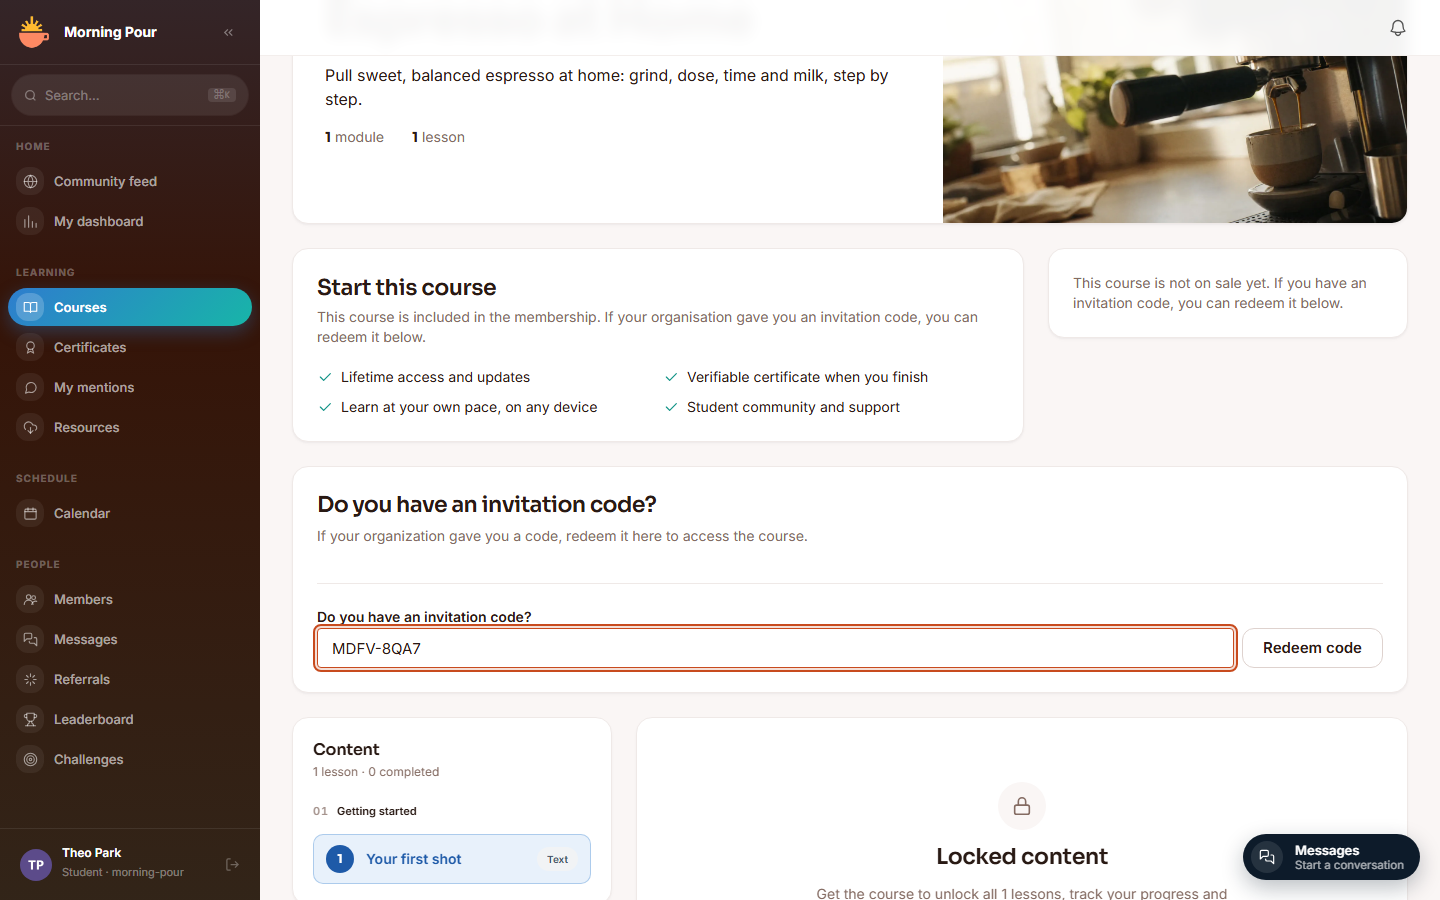 Morning Pour
Search...
⌘K
HOME
Community feed
My dashboard
LEARNING
Courses
Certificates
My mentions
Resources
SCHEDULE
Calendar
PEOPLE
Members
Messages
Referrals
Leaderboard
Challenges
TP
Theo Park
Student · morning-pour
Espresso at Home
Pull sweet, balanced espresso at home: grind, dose, time and milk, step by
step.
1 module 1 lesson
Start this course
This course is included in the membership. If your organisation gave you an invitation code, you can
redeem it below.
Lifetime access and updates
Verifiable certificate when you finish
Learn at your own pace, on any device
Student community and support
This course is not on sale yet. If you have an
invitation code, you can redeem it below.
Do you have an invitation code?
If your organization gave you a code, redeem it here to access the course.
Do you have an invitation code?
MDFV-8QA7
Redeem code
Content
1 lesson · 0 completed
01 Getting started
1 Your first shot Text
Locked content
Get the course to unlock all 1 lessons, track your progress and
Messages
Start a conversation